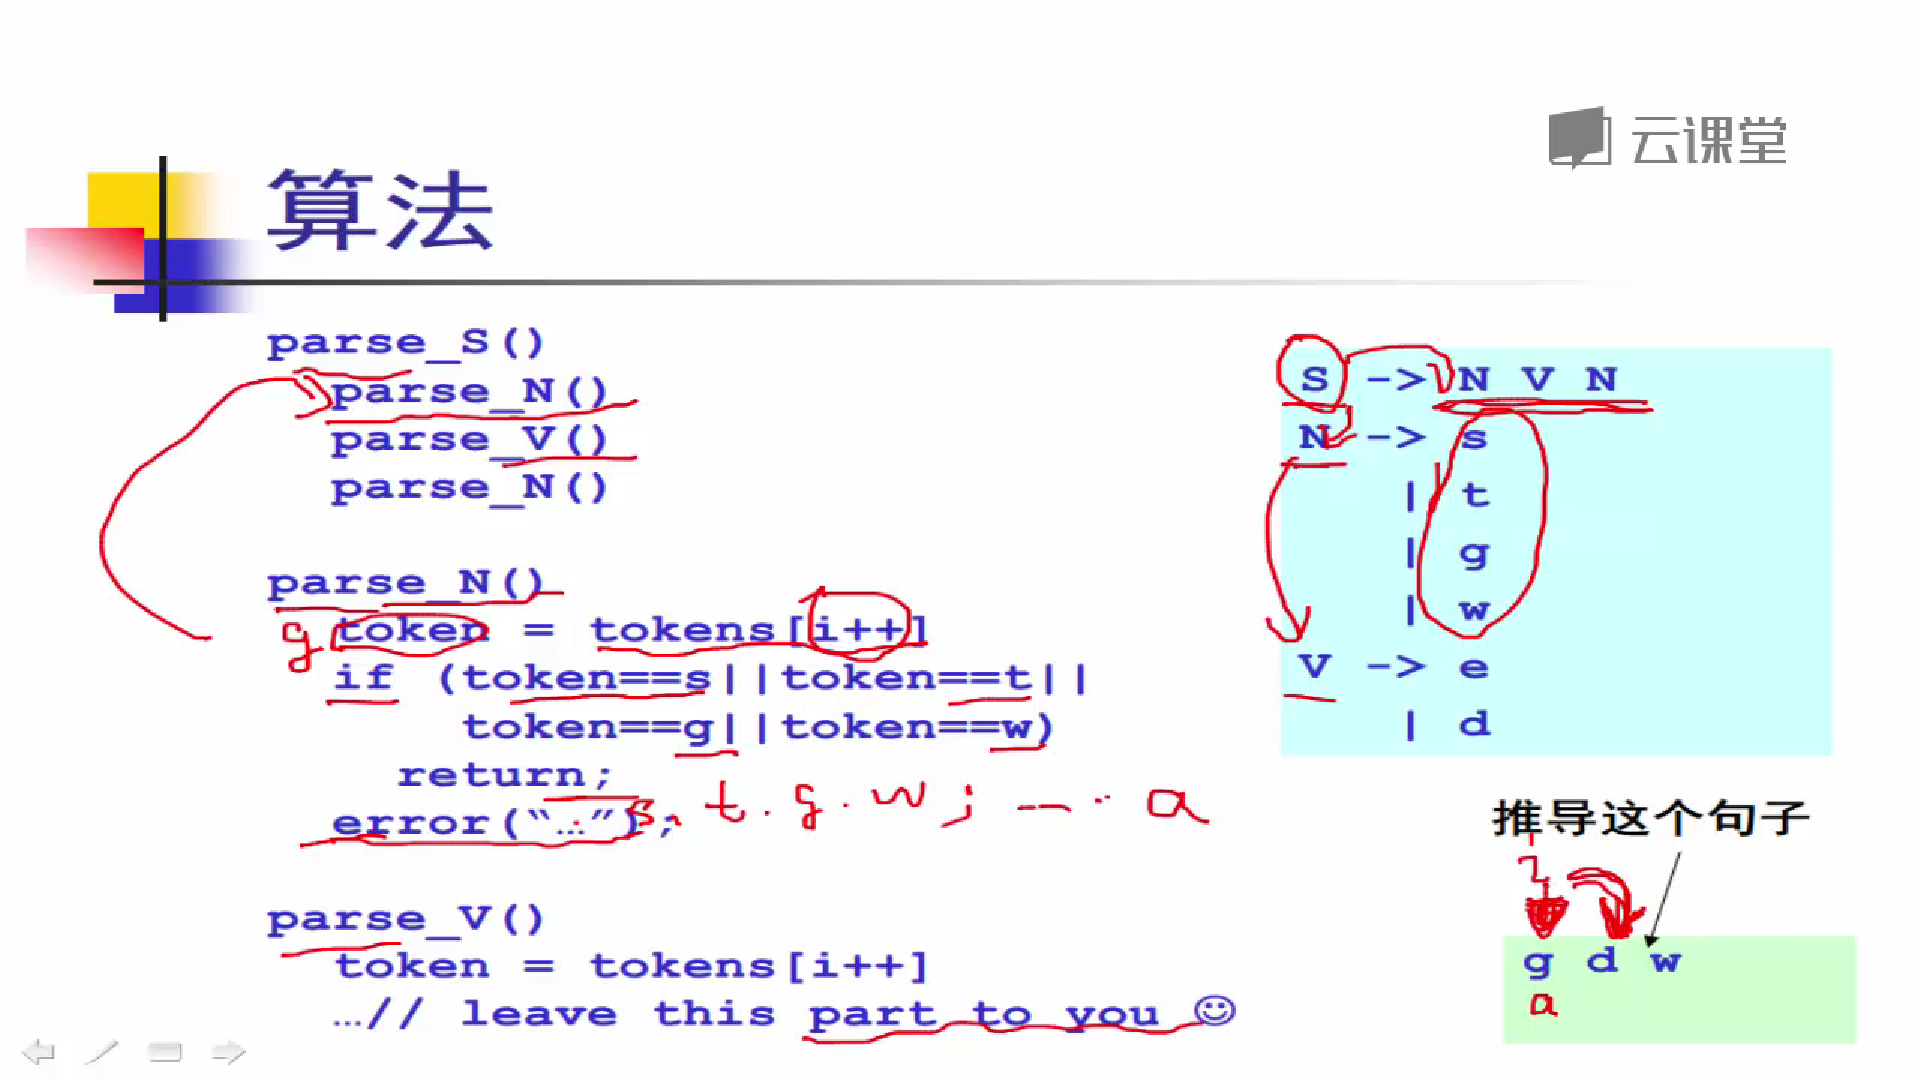 云课堂
算法
parse_S()
parse_N()
parse_V()
parse_N()
parse_N()
g token = tokens[i++]
if (token==s||token==t||
token==g||token==w)
return;
error("…"); s, t . g . w ; — ·· a
parse_V()
token = tokens[i++]
…// leave this part to you ☺
S -> N V N
N -> s
| t
| g
| w
V -> e
| d
推导这个句子
g d w
a